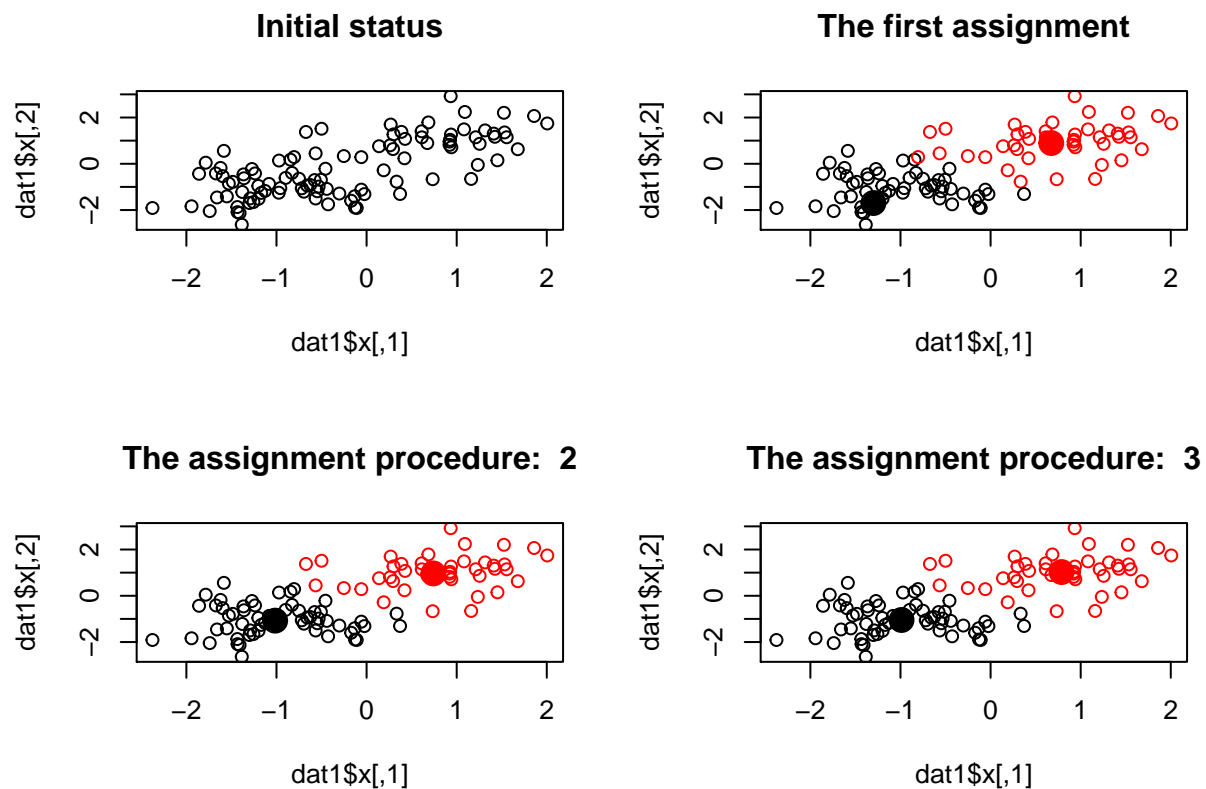 Initial status
dat1$x[,2]
2
0
−2
−2 −1 0 1 2
dat1$x[,1]
The first assignment
dat1$x[,2]
2
0
−2
−2 −1 0 1 2
dat1$x[,1]
The assignment procedure:  2
dat1$x[,2]
2
0
−2
−2 −1 0 1 2
dat1$x[,1]
The assignment procedure:  3
dat1$x[,2]
2
0
−2
−2 −1 0 1 2
dat1$x[,1]